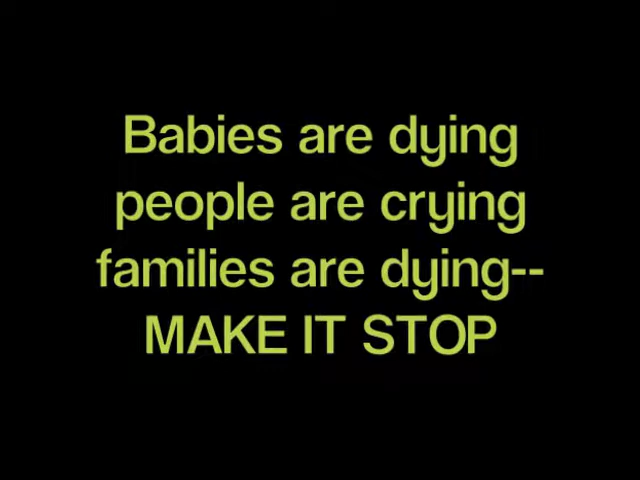 Babies are dying
people are crying
families are dying--
MAKE IT STOP